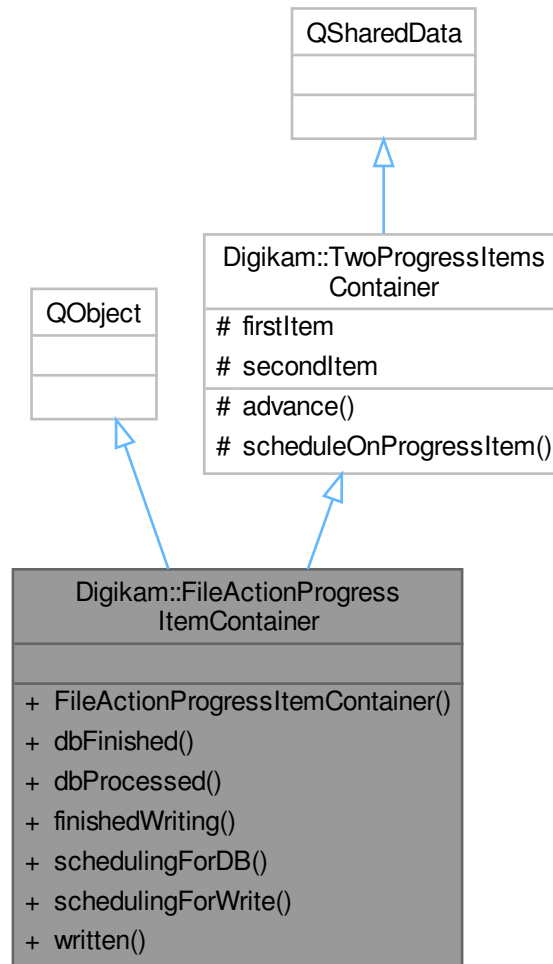 QSharedData
Digikam::TwoProgressItems
Container
# firstItem
# secondItem
# advance()
# scheduleOnProgressItem()
QObject
Digikam::FileActionProgress
ItemContainer
+ FileActionProgressItemContainer()
+ dbFinished()
+ dbProcessed()
+ finishedWriting()
+ schedulingForDB()
+ schedulingForWrite()
+ written()